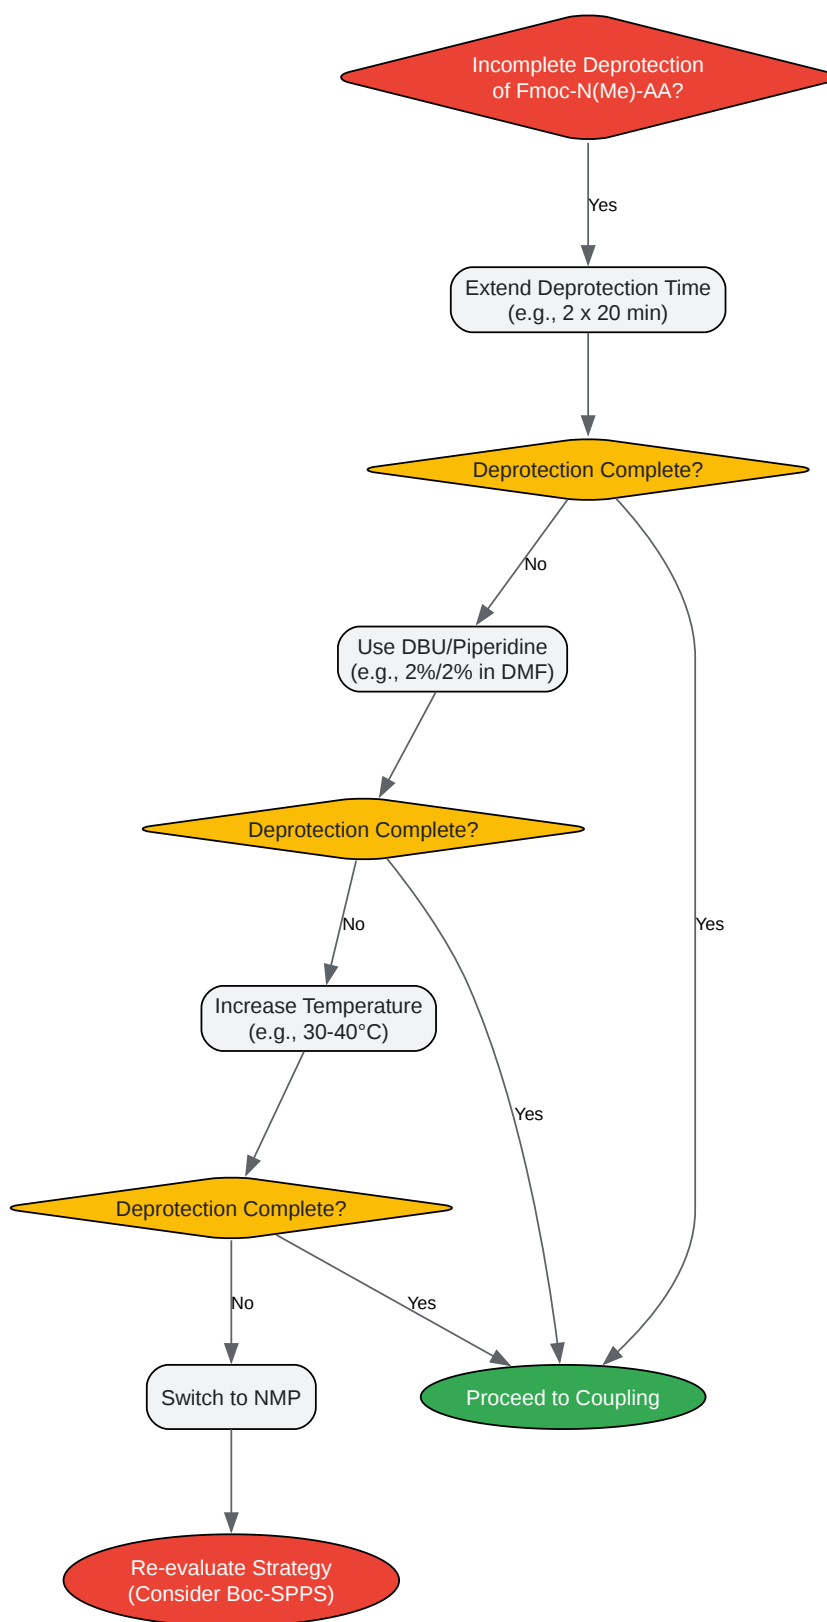 Incomplete Deprotection
of Fmoc-N(Me)-AA?
Yes
Extend Deprotection Time
(e.g., 2 x 20 min)
Deprotection Complete?
No
Use DBU/Piperidine
(e.g., 2%/2% in DMF)
Deprotection Complete?
No
Yes
Increase Temperature
(e.g., 30-40°C)
Yes
Deprotection Complete?
No
Yes
Switch to NMP
Proceed to Coupling
Re-evaluate Strategy
(Consider Boc-SPPS)